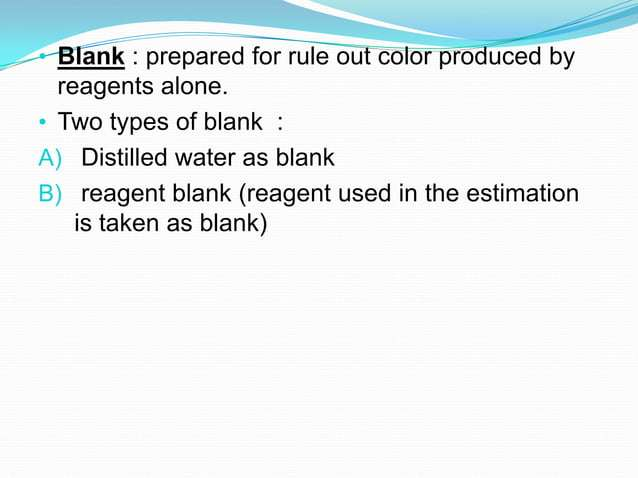 • Blank : prepared for rule out color produced by
reagents alone.
• Two types of blank :
A) Distilled water as blank
B) reagent blank (reagent used in the estimation
is taken as blank)